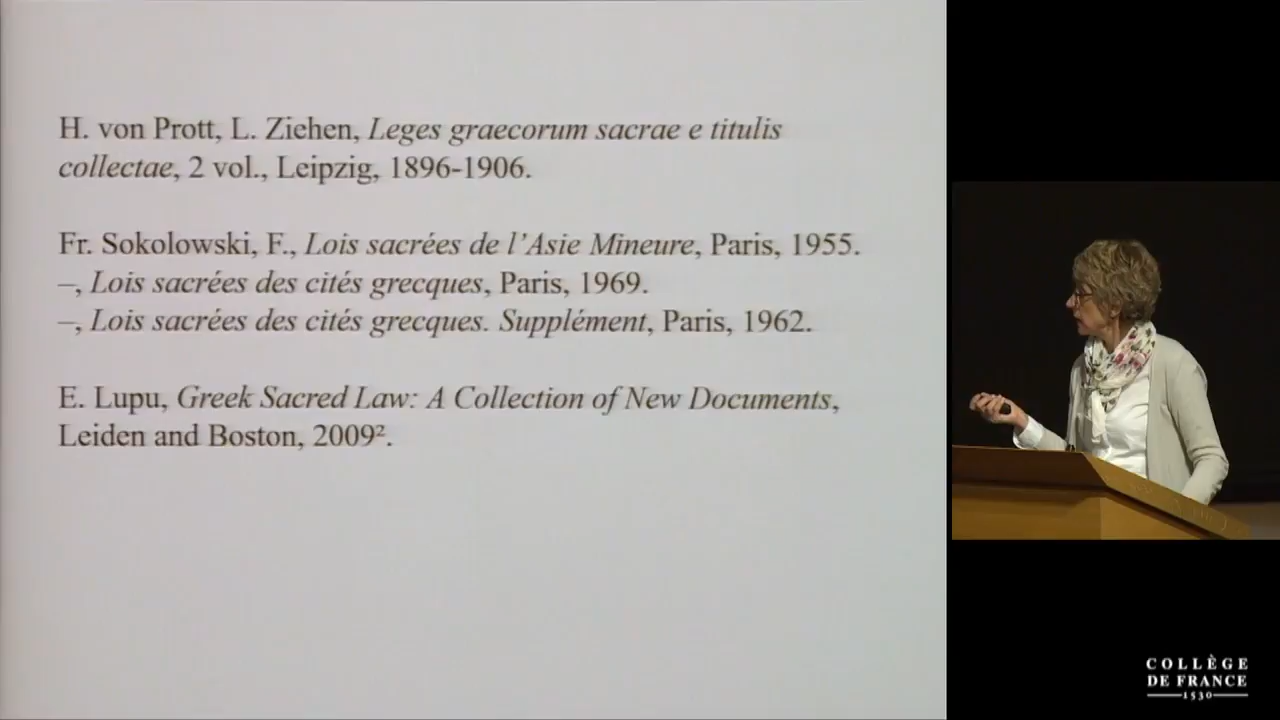 H. von Prott, L. Ziehen, Leges graecorum sacrae e titulis
collectae, 2 vol., Leipzig, 1896-1906.
Fr. Sokolowski, F., Lois sacrées de l’Asie Mineure, Paris, 1955.
–, Lois sacrées des cités grecques, Paris, 1969.
–, Lois sacrées des cités grecques. Supplément, Paris, 1962.
E. Lupu, Greek Sacred Law: A Collection of New Documents,
Leiden and Boston, 2009².
COLLÈGE
DE FRANCE
1530